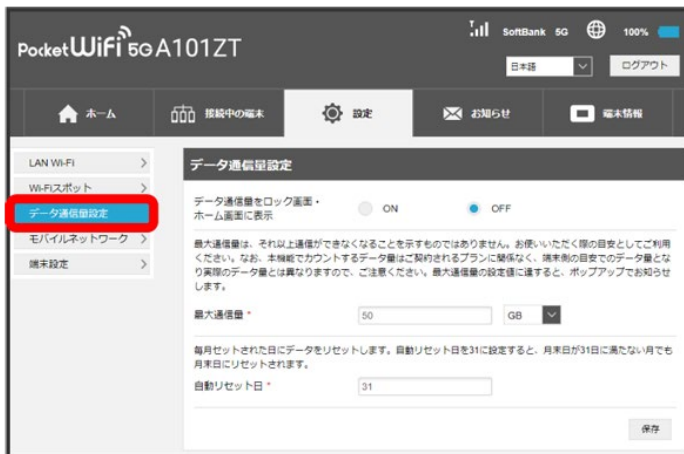 Pocket WiFi 5G A101ZT
SoftBank 5G 100%
日本語 ログアウト
ホーム 接続中の端末 設定 お知らせ 端末情報
LAN Wi-Fi
Wi-Fiスポット
データ通信量設定
モバイルネットワーク
端末設定
データ通信量設定
データ通信量をロック画面・
ホーム画面に表示
ON OFF
最大通信量は、それ以上通信ができなくなることを示すものではありません。お使いいただく際の目安としてご利用
ください。なお、本機能でカウントするデータ量はご契約されるプランに関係なく、端末側の目安でのデータ量とな
り実際のデータ量とは異なりますので、ご注意ください。最大通信量の設定値に達すると、ポップアップでお知らせ
します。
最大通信量 * 50 GB
毎月セットされた日にデータをリセットします。自動リセット日を31に設定すると、月末日が31日に満たない月でも
月末日にリセットされます。
自動リセット日 * 31
保存